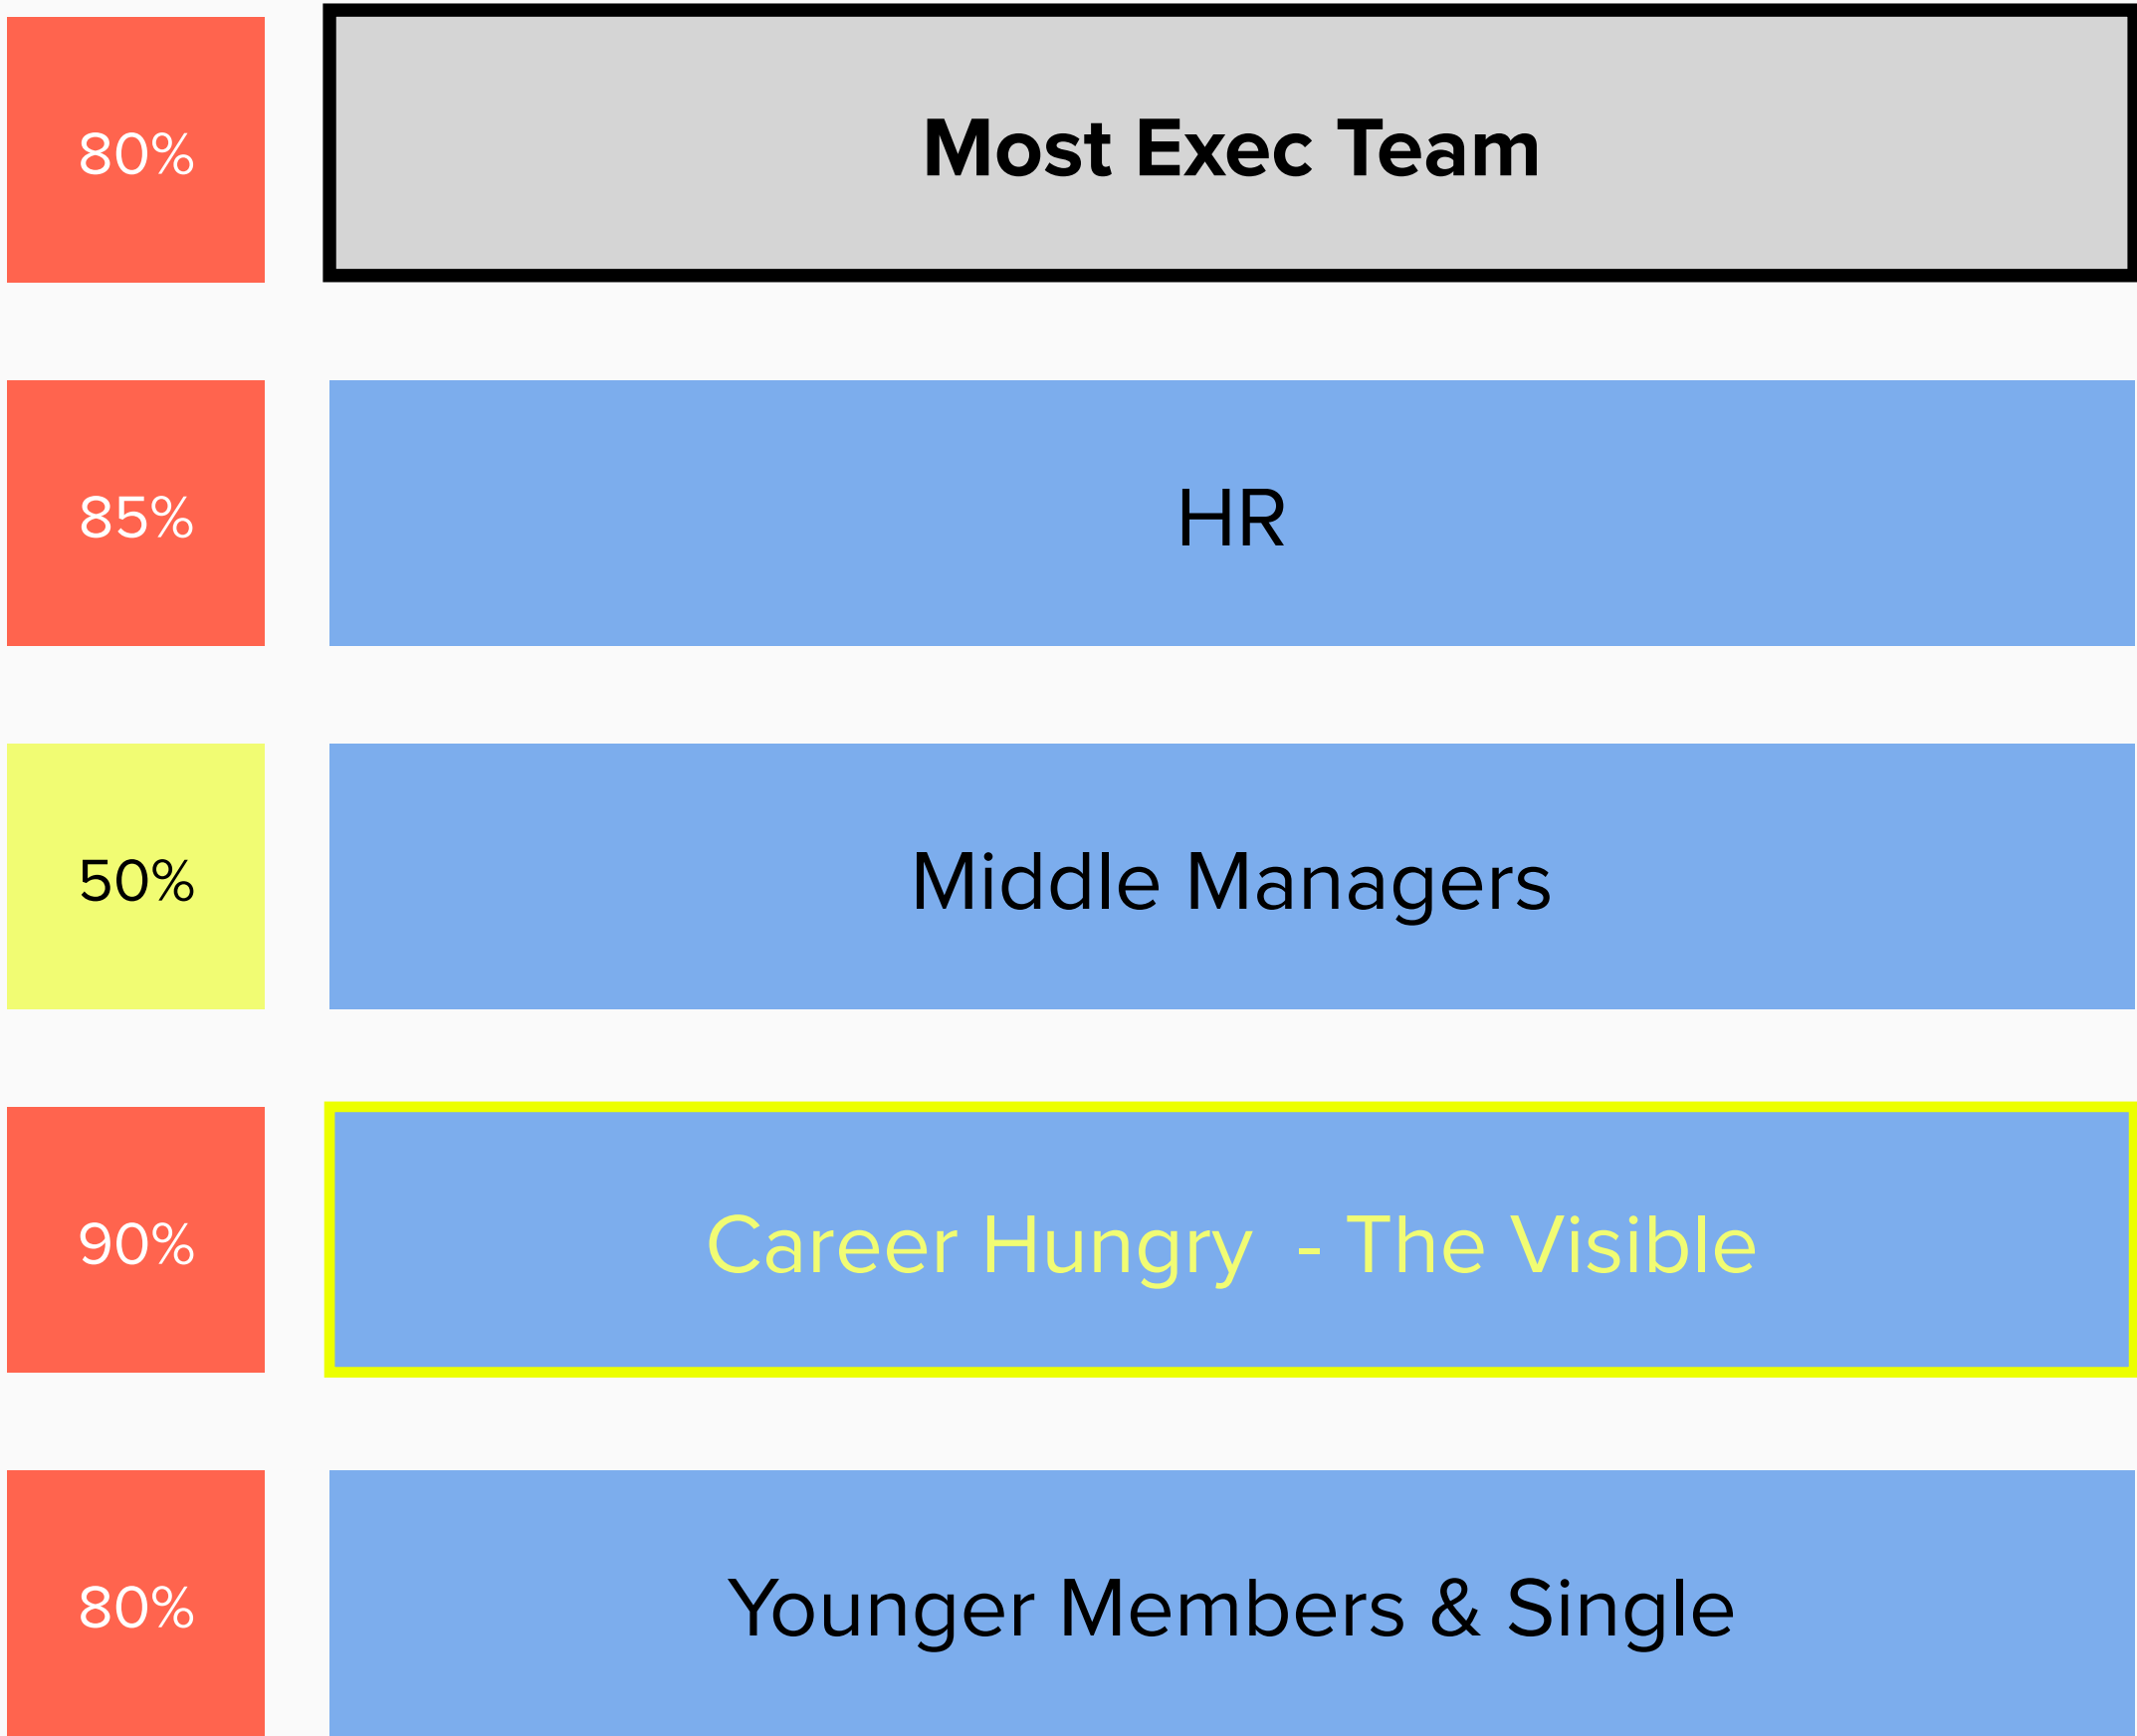 80% Most Exec Team
85% HR
50% Middle Managers
90% Career Hungry - The Visible
80% Younger Members & Single